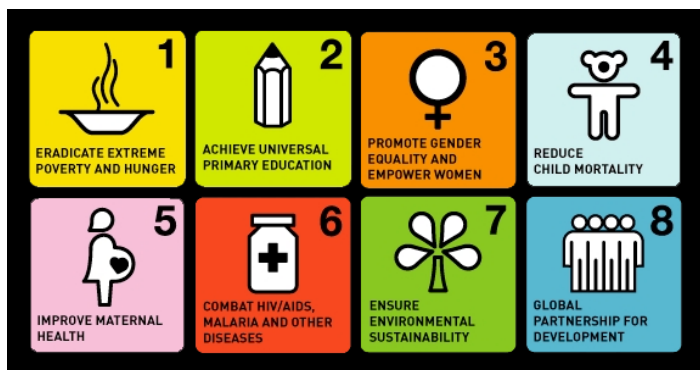 1
ERADICATE EXTREME
POVERTY AND HUNGER
2
ACHIEVE UNIVERSAL
PRIMARY EDUCATION
3
PROMOTE GENDER
EQUALITY AND
EMPOWER WOMEN
4
REDUCE
CHILD MORTALITY
5
IMPROVE MATERNAL
HEALTH
6
COMBAT HIV/AIDS,
MALARIA AND OTHER
DISEASES
7
ENSURE
ENVIRONMENTAL
SUSTAINABILITY
8
GLOBAL
PARTNERSHIP FOR
DEVELOPMENT